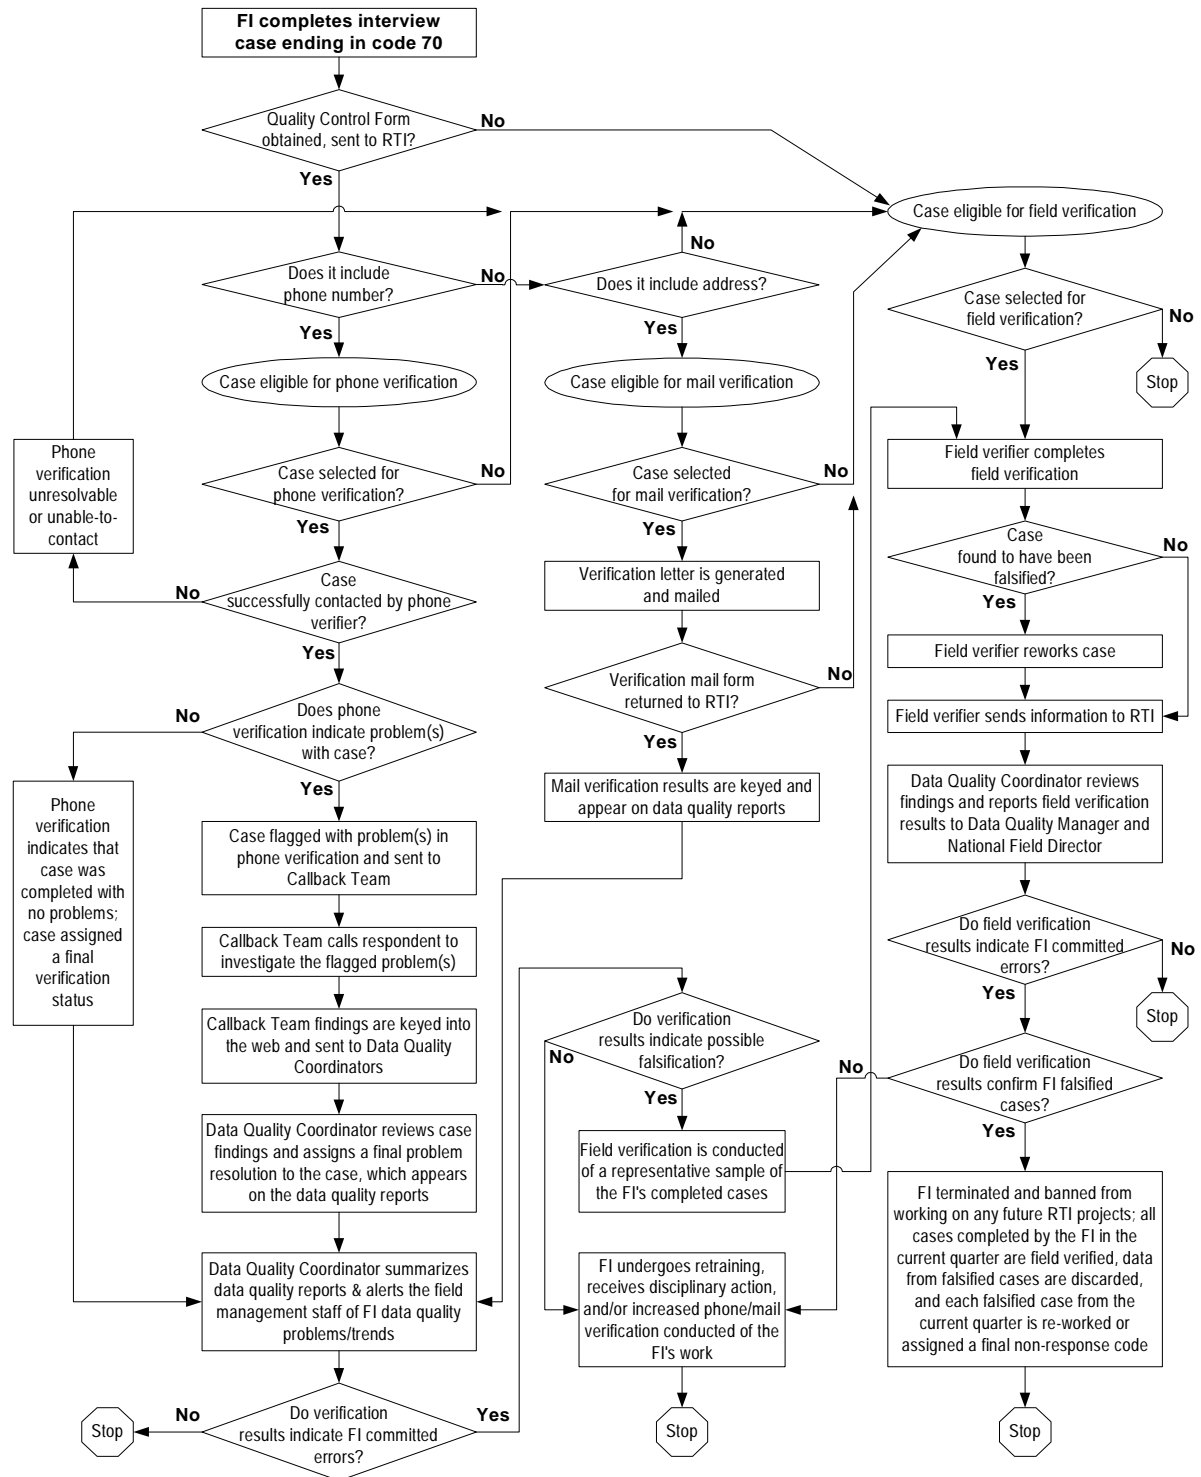 FI completes interview
case ending in code 70
Quality Control Form
obtained, sent to RTI?
No
Yes
Case eligible for field verification
Does it include
phone number?
No
Yes
Does it include address?
No
Yes
Case selected for
field verification?
No
Stop
Yes
Case eligible for phone verification
Case eligible for mail verification
Phone
verification
unresolvable
or unable-to-
contact
Case selected for
phone verification?
No
Yes
Case selected
for mail verification?
No
Yes
Field verifier completes
field verification
Case
successfully contacted by phone
verifier?
No
Yes
Verification letter is generated
and mailed
Case
found to have been
falsified?
No
Yes
Field verifier reworks case
Verification mail form
returned to RTI?
No
Yes
Field verifier sends information to RTI
Does phone
verification indicate problem(s)
with case?
No
Yes
Mail verification results are keyed and
appear on data quality reports
Data Quality Coordinator reviews
findings and reports field verification
results to Data Quality Manager and
National Field Director
Phone
verification
indicates that
case was
completed with
no problems;
case assigned
a final
verification
status
Case flagged with problem(s) in
phone verification and sent to
Callback Team
Callback Team calls respondent to
investigate the flagged problem(s)
Do field verification
results indicate FI committed
errors?
No
Stop
Yes
Callback Team findings are keyed into
the web and sent to Data Quality
Coordinators
Do verification
results indicate possible
falsification?
No
Yes
Do field verification
results confirm FI falsified
cases?
No
Yes
Data Quality Coordinator reviews case
findings and assigns a final problem
resolution to the case, which appears
on the data quality reports
Field verification is conducted
of a representative sample of
the FI's completed cases
FI terminated and banned from
working on any future RTI projects; all
cases completed by the FI in the
current quarter are field verified, data
from falsified cases are discarded,
and each falsified case from the
current quarter is re-worked or
assigned a final non-response code
Data Quality Coordinator summarizes
data quality reports & alerts the field
management staff of FI data quality
problems/trends
FI undergoes retraining,
receives disciplinary action,
and/or increased phone/mail
verification conducted of the
FI's work
Stop
No
Do verification
results indicate FI committed
errors?
Yes
Stop
Stop